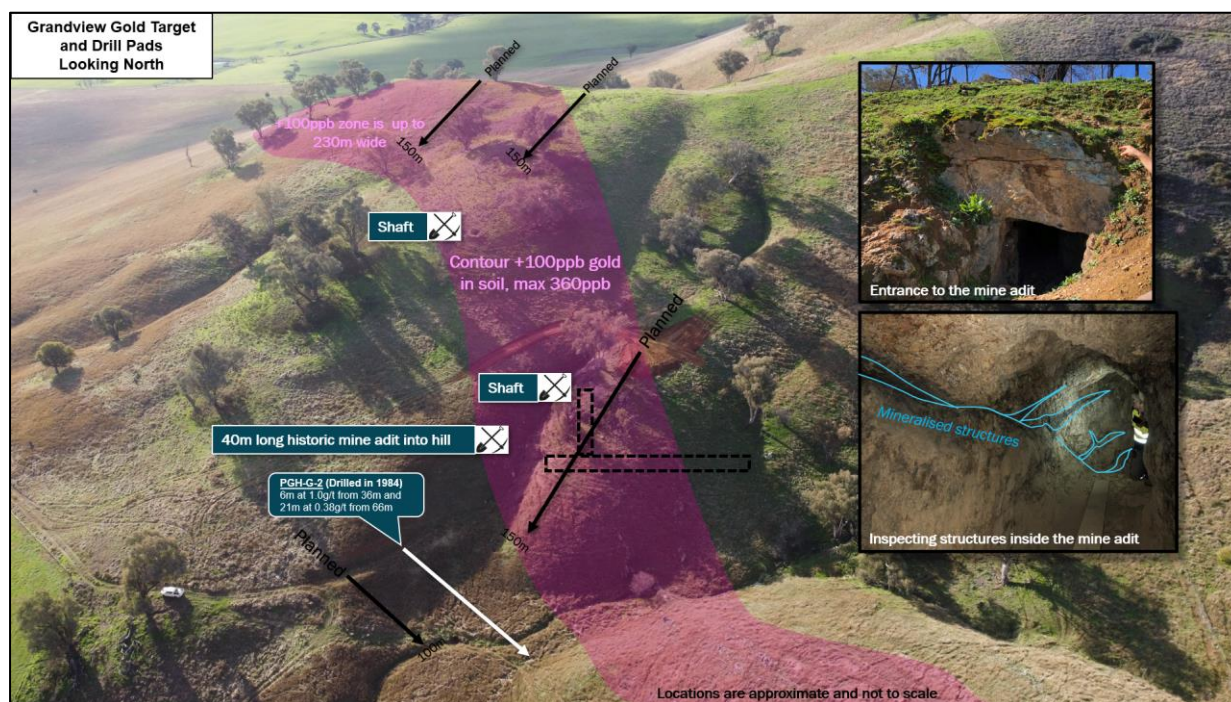 Grandview Gold Target
and Drill Pads
Looking North
Planned
Planned
+100ppb zone is up to
230m wide
150m
150m
Shaft
Contour +100ppb gold
in soil, max 360ppb
Planned
Shaft
40m long historic mine adit into hill
PGH-G-2 (Drilled in 1984)
6m at 1.0g/t from 36m and
21m at 0.38g/t from 66m
150m
Planned
100m
Entrance to the mine adit
Mineralised structures
Inspecting structures inside the mine adit
Locations are approximate and not to scale